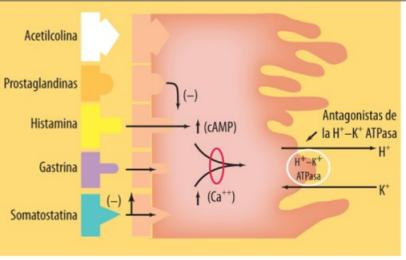 Acetilcolina
Prostaglandinas
(-)
Histamina
↑ (cAMP)
Antagonistas de
la H⁺–K⁺ ATPasa
H⁺
H⁺–K⁺
ATPasa
Gastrina
K⁺
(-)
↑ (Ca⁺⁺)
Somatostatina